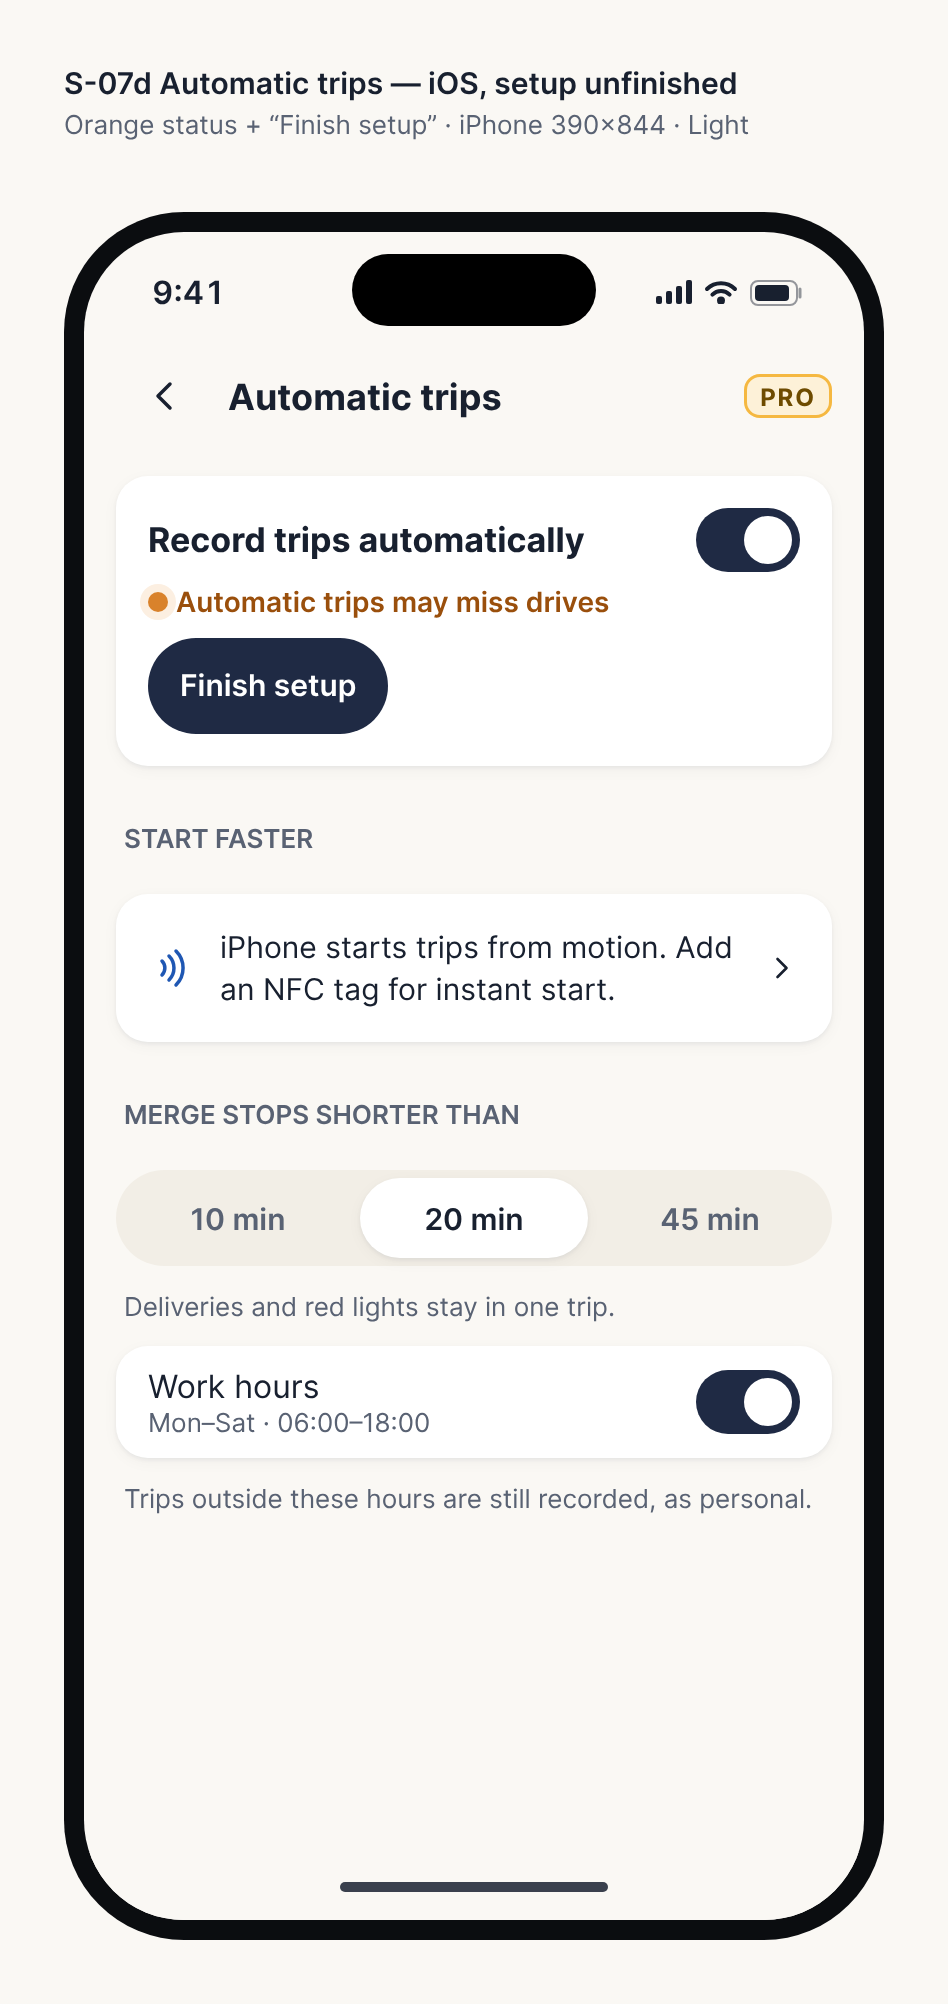 S-07d Automatic trips — iOS, setup unfinished
Orange status + “Finish setup” · iPhone 390×844 · Light
9:41
Automatic trips
PRO
Record trips automatically
Automatic trips may miss drives
Finish setup
START FASTER
iPhone starts trips from motion. Add
an NFC tag for instant start.
MERGE STOPS SHORTER THAN
10 min
20 min
45 min
Deliveries and red lights stay in one trip.
Work hours
Mon–Sat · 06:00–18:00
Trips outside these hours are still recorded, as personal.